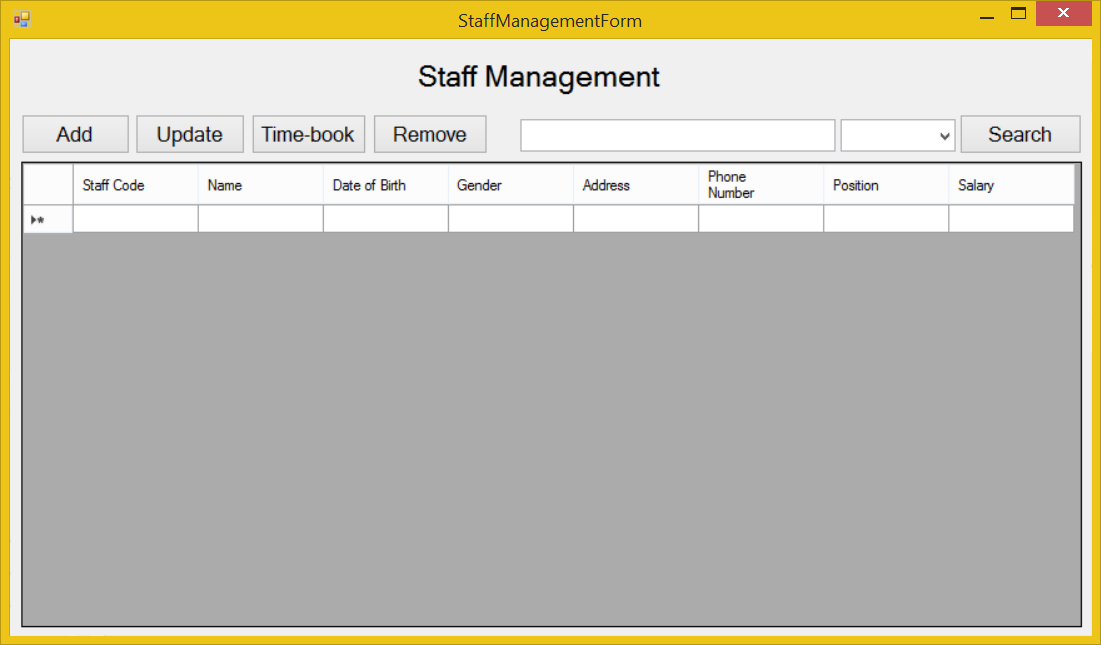 StaffManagementForm
Staff Management
Add Update Time-book Remove Search
Staff Code Name Date of Birth Gender Address Phone Number Position Salary